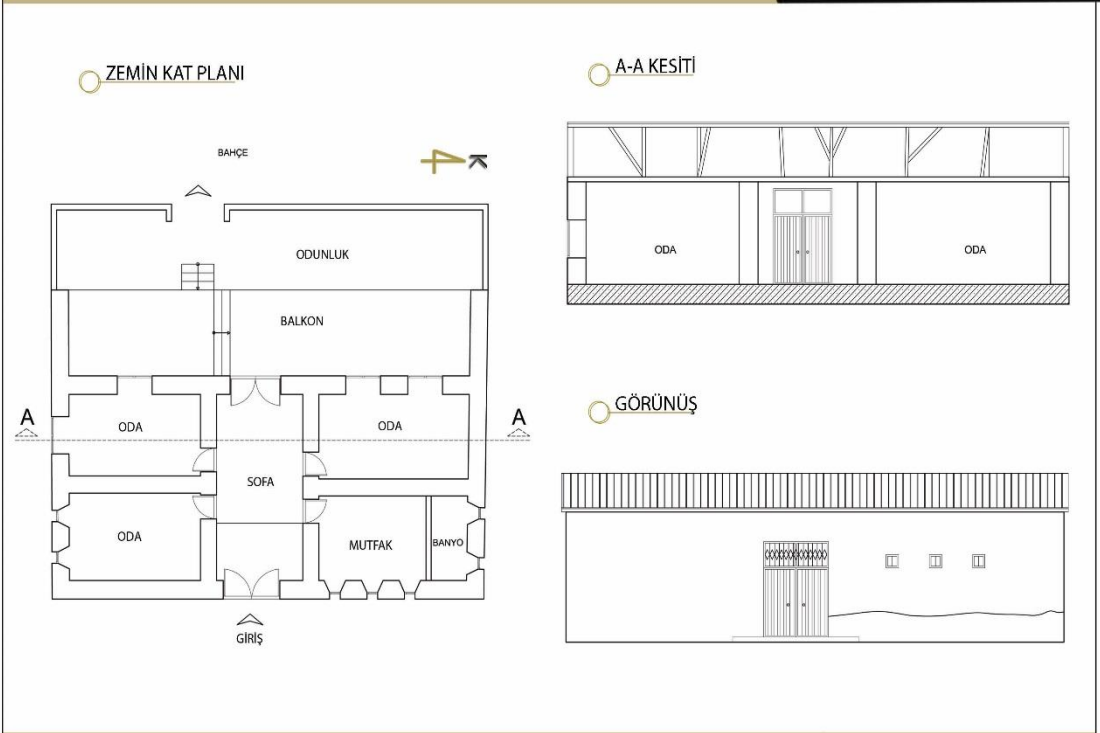 ZEMİN KAT PLANI
BAHÇE
K
ODUNLUK
BALKON
A
A
ODA
ODA
SOFA
ODA
MUTFAK
BANYO
GİRİŞ
A-A KESİTİ
ODA
ODA
GÖRÜNÜŞ